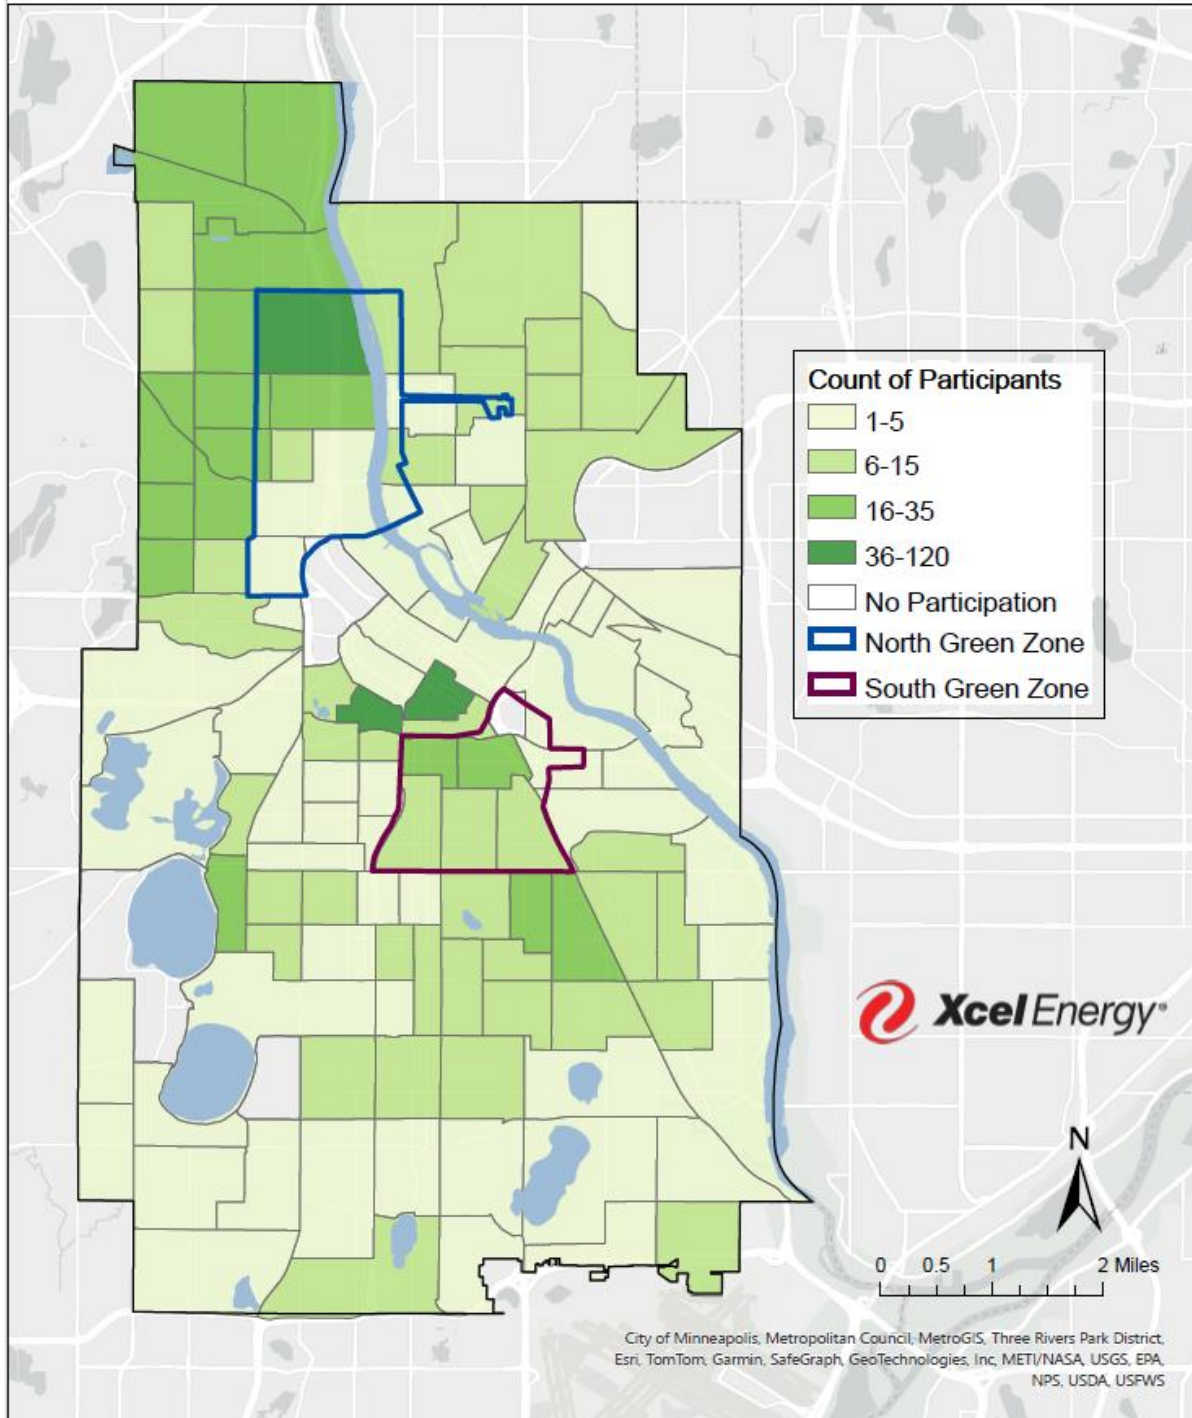 Count of Participants
1-5
6-15
16-35
36-120
No Participation
North Green Zone
South Green Zone
Xcel Energy®
N
0 0.5 1 2 Miles
City of Minneapolis, Metropolitan Council, MetroGIS, Three Rivers Park District,
Esri, TomTom, Garmin, SafeGraph, GeoTechnologies, Inc, METI/NASA, USGS, EPA,
NPS, USDA, USFWS